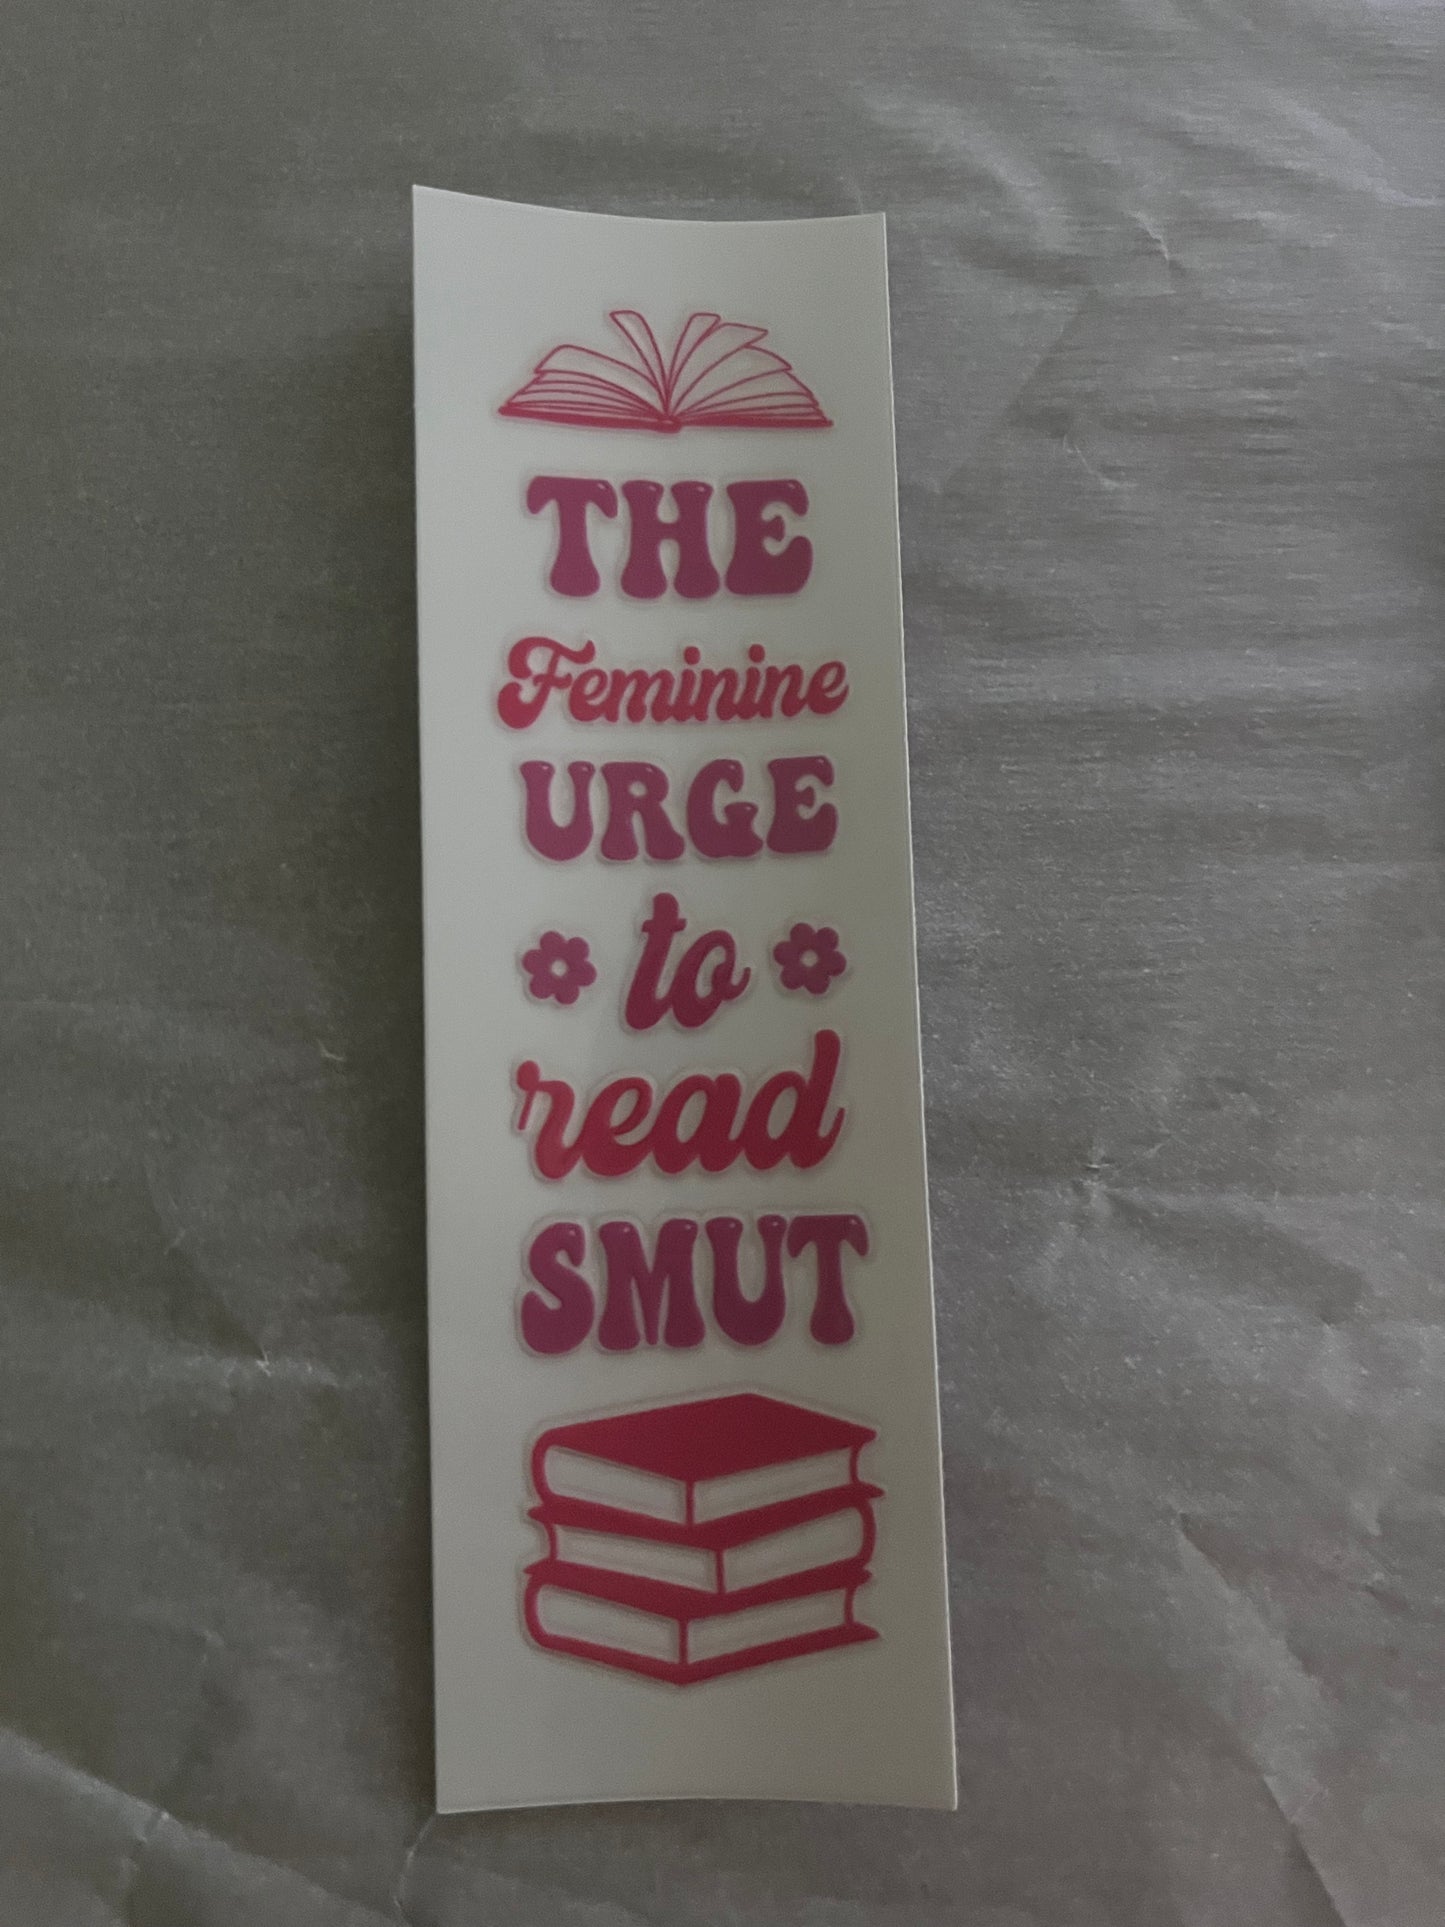 THE
Feminine
URGE
to
read
SMUT